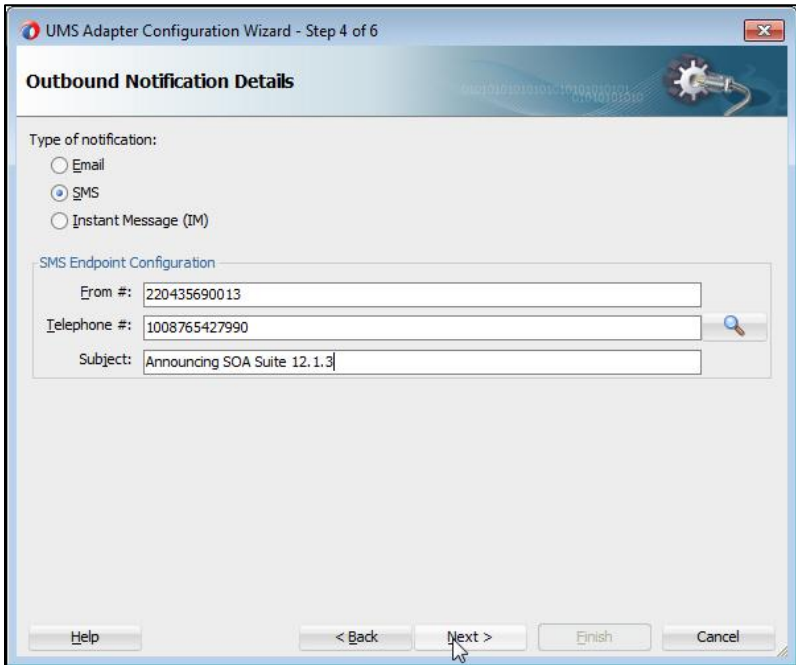 UMS Adapter Configuration Wizard - Step 4 of 6
Outbound Notification Details
Type of notification:
Email
SMS
Instant Message (IM)
SMS Endpoint Configuration
From #: 220435690013
Telephone #: 1008765427990
Subject: Announcing SOA Suite 12.1.3
Help < Back Next > Finish Cancel